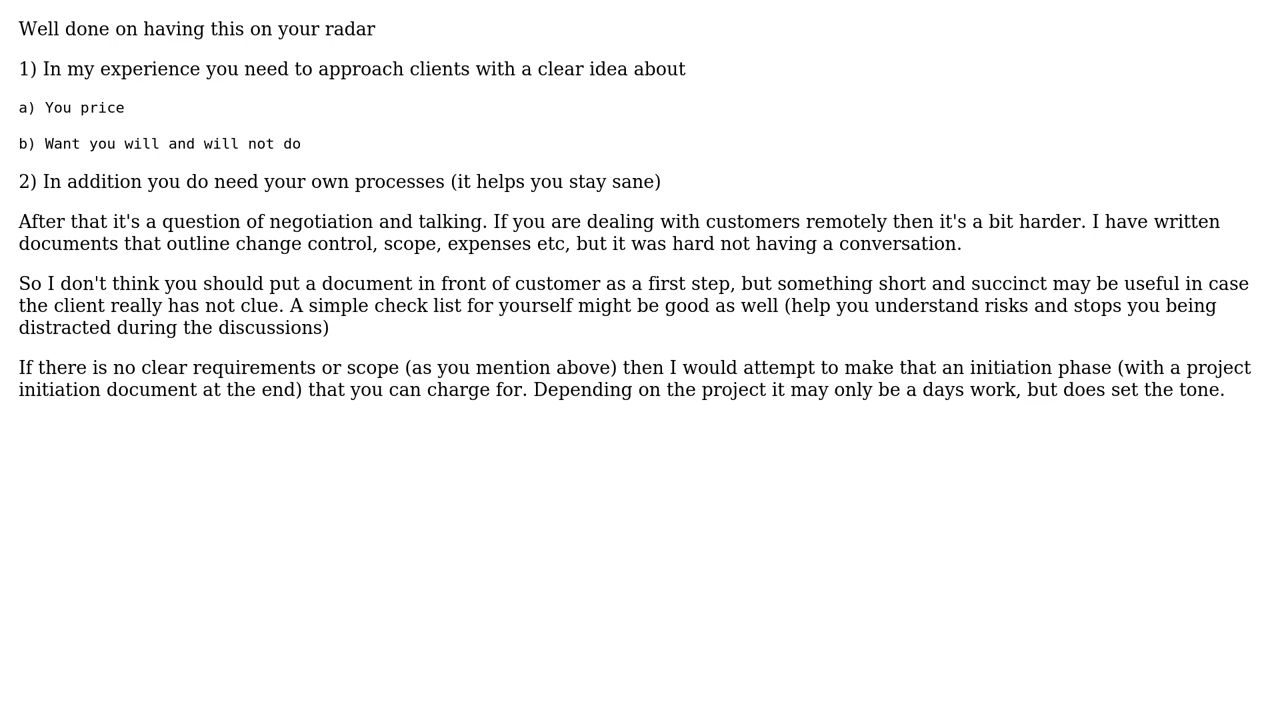 Well done on having this on your radar
1) In my experience you need to approach clients with a clear idea about
a) You price
b) Want you will and will not do
2) In addition you do need your own processes (it helps you stay sane)
After that it's a question of negotiation and talking. If you are dealing with customers remotely then it's a bit harder. I have written
documents that outline change control, scope, expenses etc, but it was hard not having a conversation.
So I don't think you should put a document in front of customer as a first step, but something short and succinct may be useful in case
the client really has not clue. A simple check list for yourself might be good as well (help you understand risks and stops you being
distracted during the discussions)
If there is no clear requirements or scope (as you mention above) then I would attempt to make that an initiation phase (with a project
initiation document at the end) that you can charge for. Depending on the project it may only be a days work, but does set the tone.